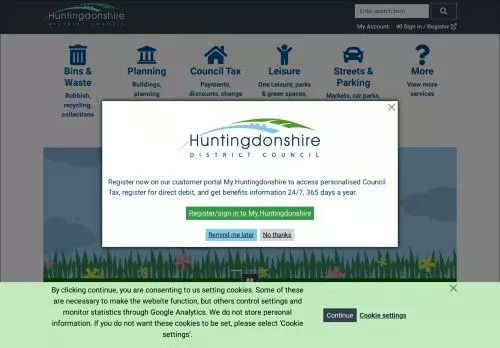 Huntingdonshire
DISTRICT COUNCIL
Enter search term
My Account:
Sign in / Register
Bins &
Waste
Rubbish,
recycling,
collections
Planning
Buildings,
planning
Council Tax
Payments,
discounts, change
Leisure
One Leisure, parks
& green spaces,
Streets &
Parking
Markets, car parks,
More
View more
services
Huntingdonshire
DISTRICT COUNCIL
Register now on our customer portal My Huntingdonshire to access personalised Council
Tax, register for direct debit, and get benefits information 24/7, 365 days a year.
Register/sign in to My Huntingdonshire
Remind me later
No thanks
By clicking continue, you are consenting to us setting cookies. Some of these
are necessary to make the website function, but others control settings and
monitor statistics through Google Analytics. We do not store personal
information. If you do not want these cookies to be set, please select 'Cookie
settings'.
Continue
Cookie settings